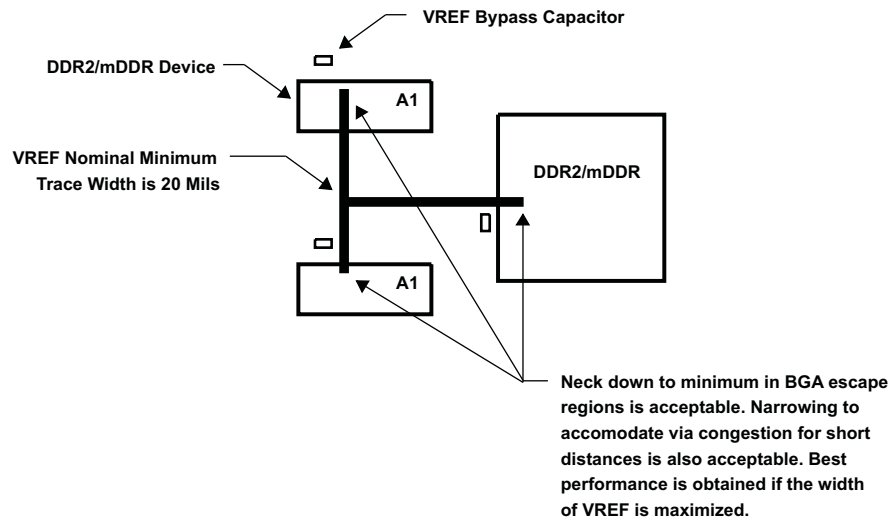 VREF Bypass Capacitor
DDR2/mDDR Device
A1
VREF Nominal Minimum
Trace Width is 20 Mils
DDR2/mDDR
A1
Neck down to minimum in BGA escape
regions is acceptable. Narrowing to
accomodate via congestion for short
distances is also acceptable. Best
performance is obtained if the width
of VREF is maximized.